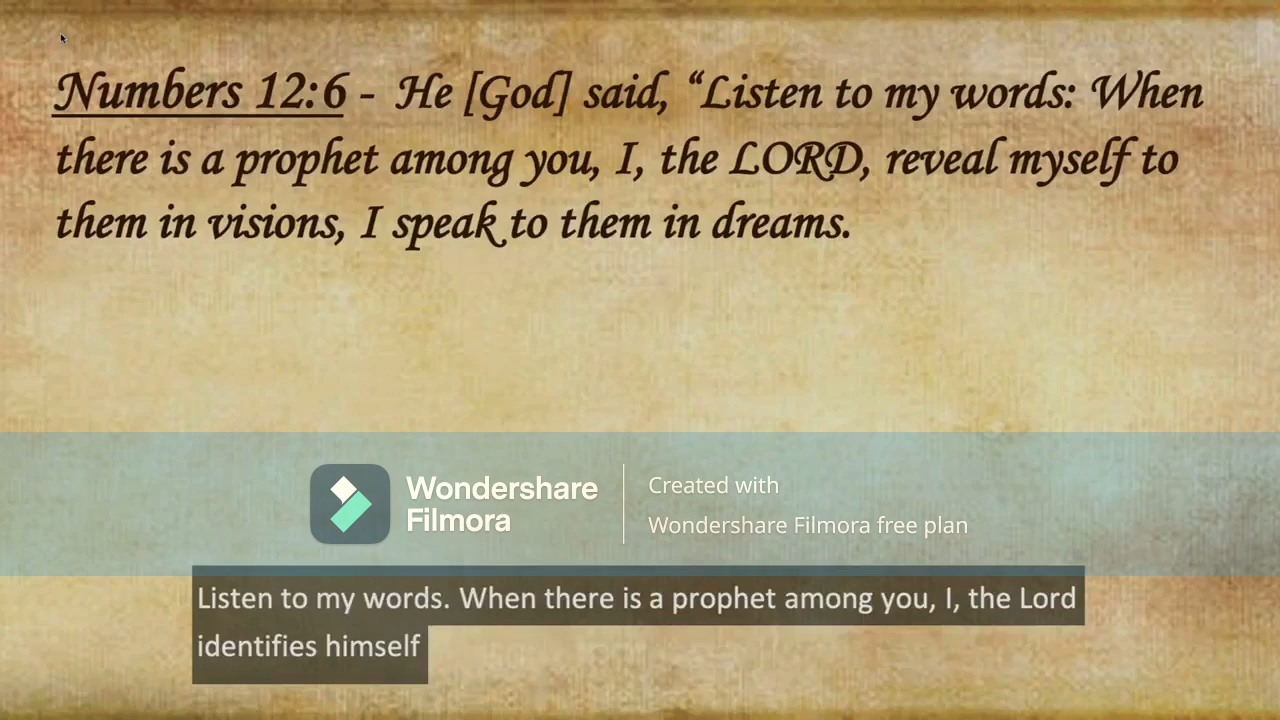 Numbers 12:6 - He [God] said, “Listen to my words: When
there is a prophet among you, I, the LORD, reveal myself to
them in visions, I speak to them in dreams.
Wondershare
Filmora
Created with
Wondershare Filmora free plan
Listen to my words. When there is a prophet among you, I, the Lord
identifies himself